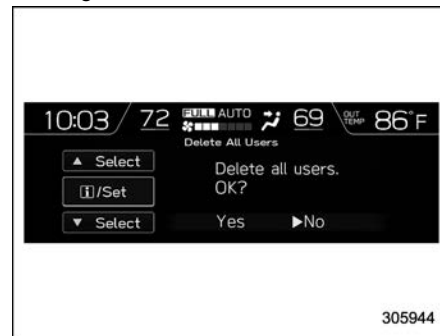 10:03 72 FULL AUTO 69 OUT TEMP 86°F
Delete All Users
▲ Select
i/Set
▼ Select
Delete all users.
OK?
Yes ▶No
305944